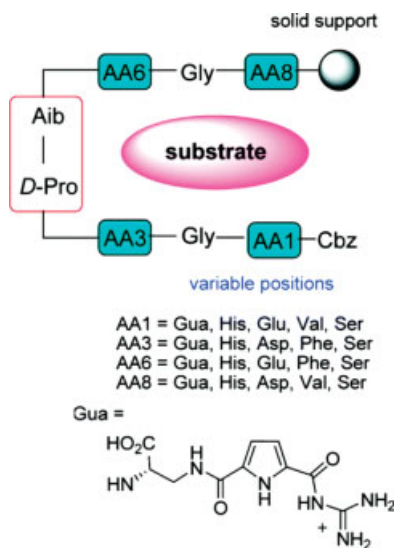 solid support
AA6 Gly AA8
Aib
substrate
D-Pro
AA3 Gly AA1 Cbz
variable positions
AA1 = Gua, His, Glu, Val, Ser
AA3 = Gua, His, Asp, Phe, Ser
AA6 = Gua, His, Glu, Phe, Ser
AA8 = Gua, His, Asp, Val, Ser
Gua =
HO₂C
HN
H
N
O
N
H
O
HN
NH₂
+
NH₂